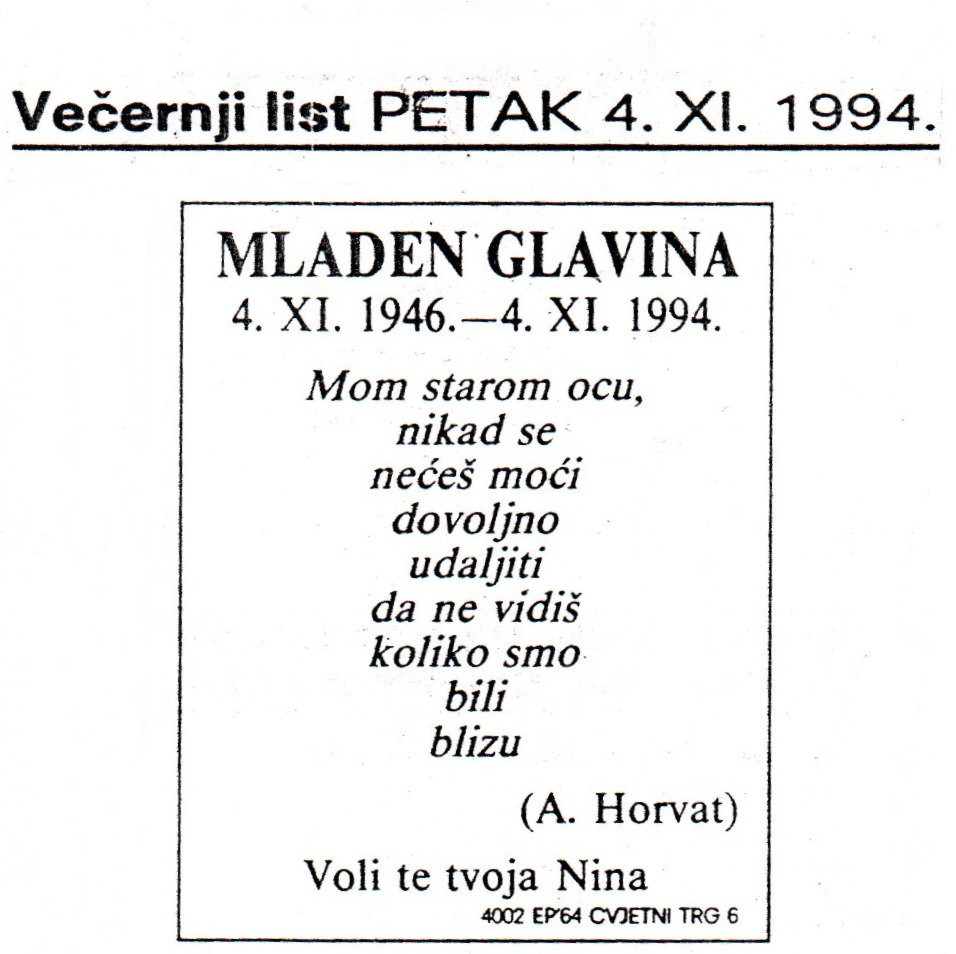 Večernji list PETAK 4. XI. 1994.
MLADEN GLAVINA
4. XI. 1946.—4. XI. 1994.
Mom starom ocu,
nikad se
nećeš moći
dovoljno
udaljiti
da ne vidiš
koliko smo
bili
blizu
(A. Horvat)
Voli te tvoja Nina
4002 EP'64 CVJETNI TRG 6